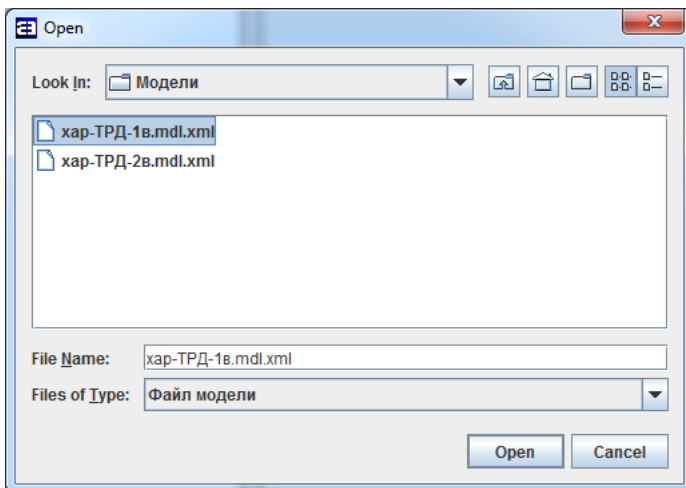 Open
Look In: Модели
хар-ТРД-1в.mdl.xml
хар-ТРД-2в.mdl.xml
File Name: хар-ТРД-1в.mdl.xml
Files of Type: Файл модели
Open Cancel